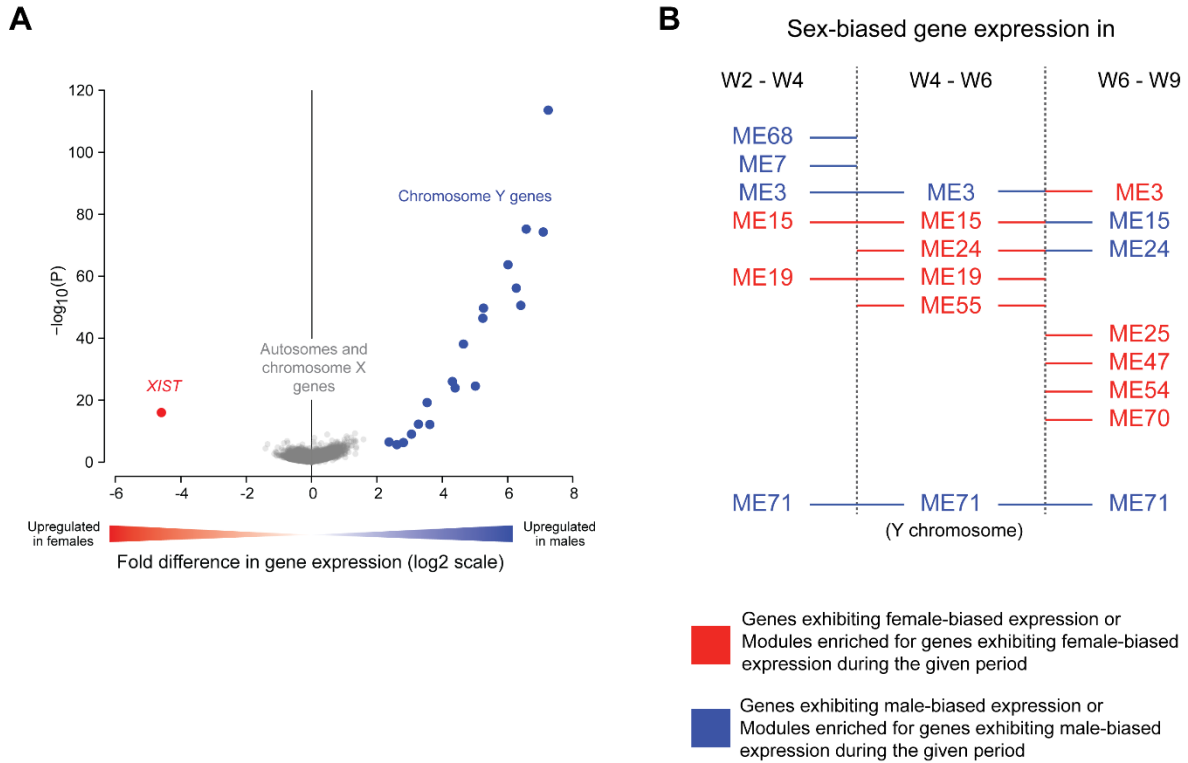 A
120
100
80
60
40
20
0
−log10(P)
Chromosome Y genes
Autosomes and
chromosome X
genes
XIST
-6 -4 -2 0 2 4 6 8
Upregulated
in females
Upregulated
in males
Fold difference in gene expression (log2 scale)
B
Sex-biased gene expression in
W2 - W4 W4 - W6 W6 - W9
ME68
ME7
ME3 ME3 ME3
ME15 ME15 ME15
ME24 ME24
ME19 ME19
ME55
ME25
ME47
ME54
ME70
ME71 ME71 ME71
(Y chromosome)
Genes exhibiting female-biased expression or
Modules enriched for genes exhibiting female-biased
expression during the given period
Genes exhibiting male-biased expression or
Modules enriched for genes exhibiting male-biased
expression during the given period